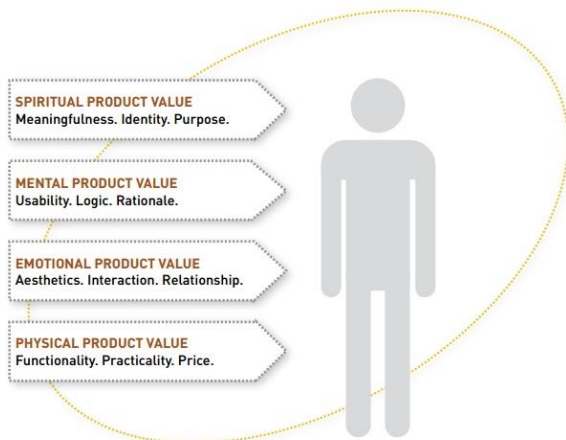 SPIRITUAL PRODUCT VALUE
Meaningfulness. Identity. Purpose.
MENTAL PRODUCT VALUE
Usability. Logic. Rationale.
EMOTIONAL PRODUCT VALUE
Aesthetics. Interaction. Relationship.
PHYSICAL PRODUCT VALUE
Functionality. Practicality. Price.